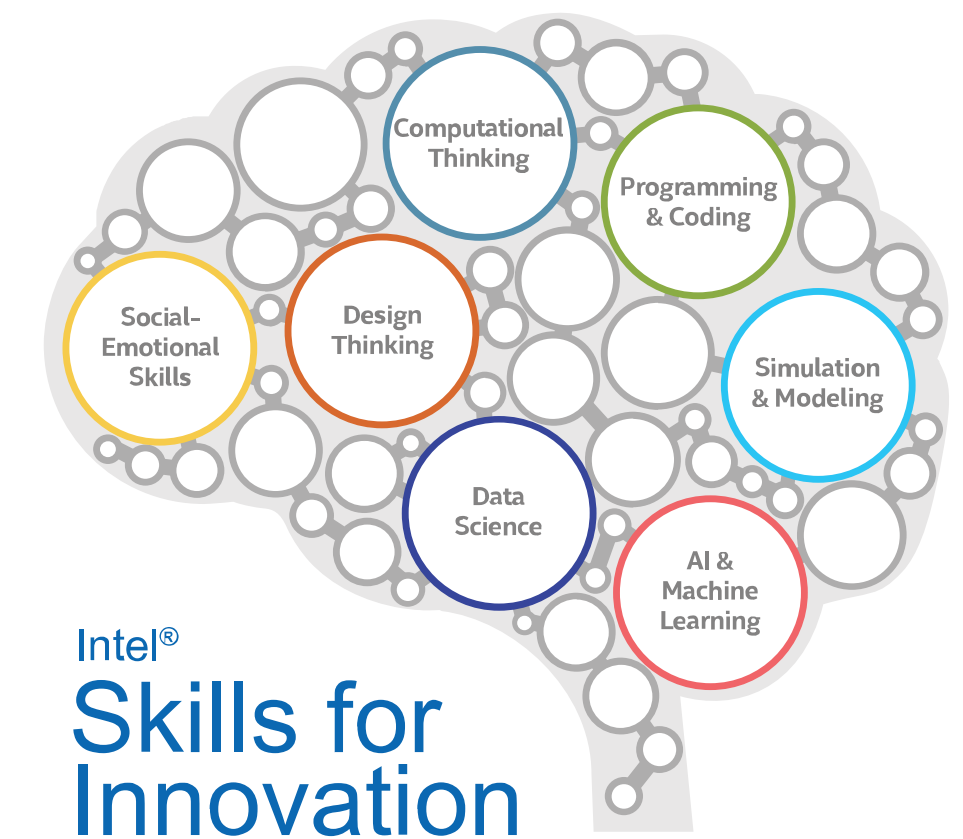 Computational
Thinking
Programming
& Coding
Social-
Emotional
Skills
Design
Thinking
Simulation
& Modeling
Data
Science
AI &
Machine
Learning
Intel®
Skills for
Innovation